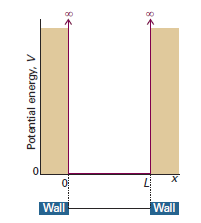 ∞ ∞
Potential energy, V
0
0 L x
Wall Wall